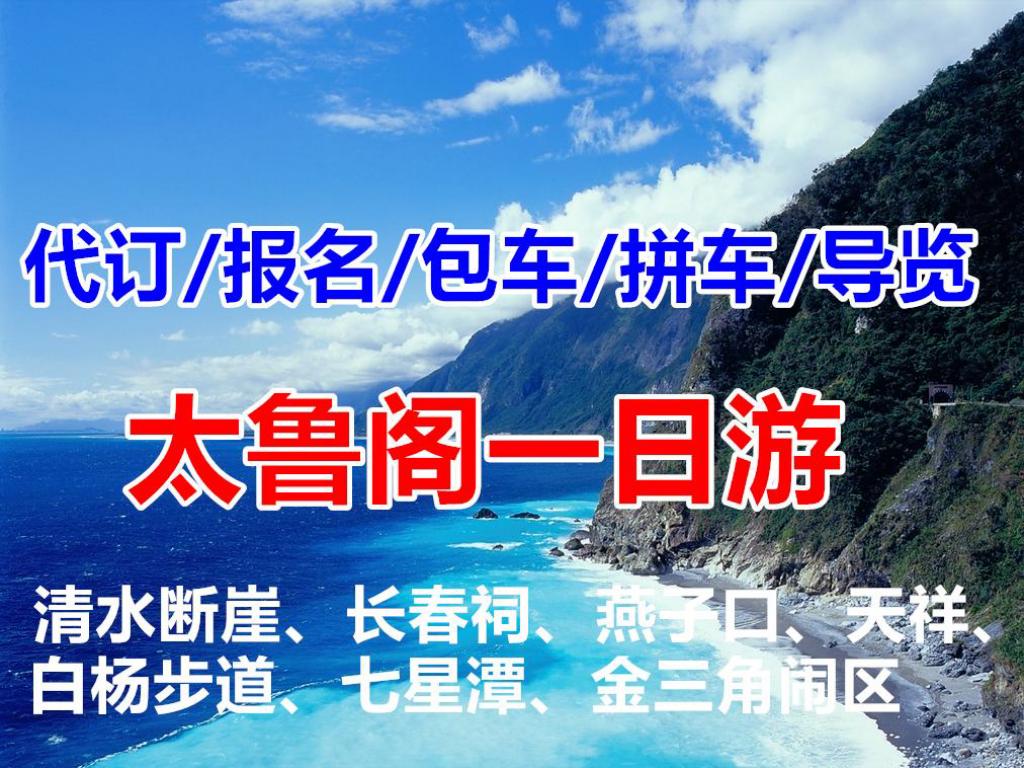 代订/报名/包车/拼车/导览
太鲁阁一日游
清水断崖、长春祠、燕子口、天祥、
白杨步道、七星潭、金三角闹区